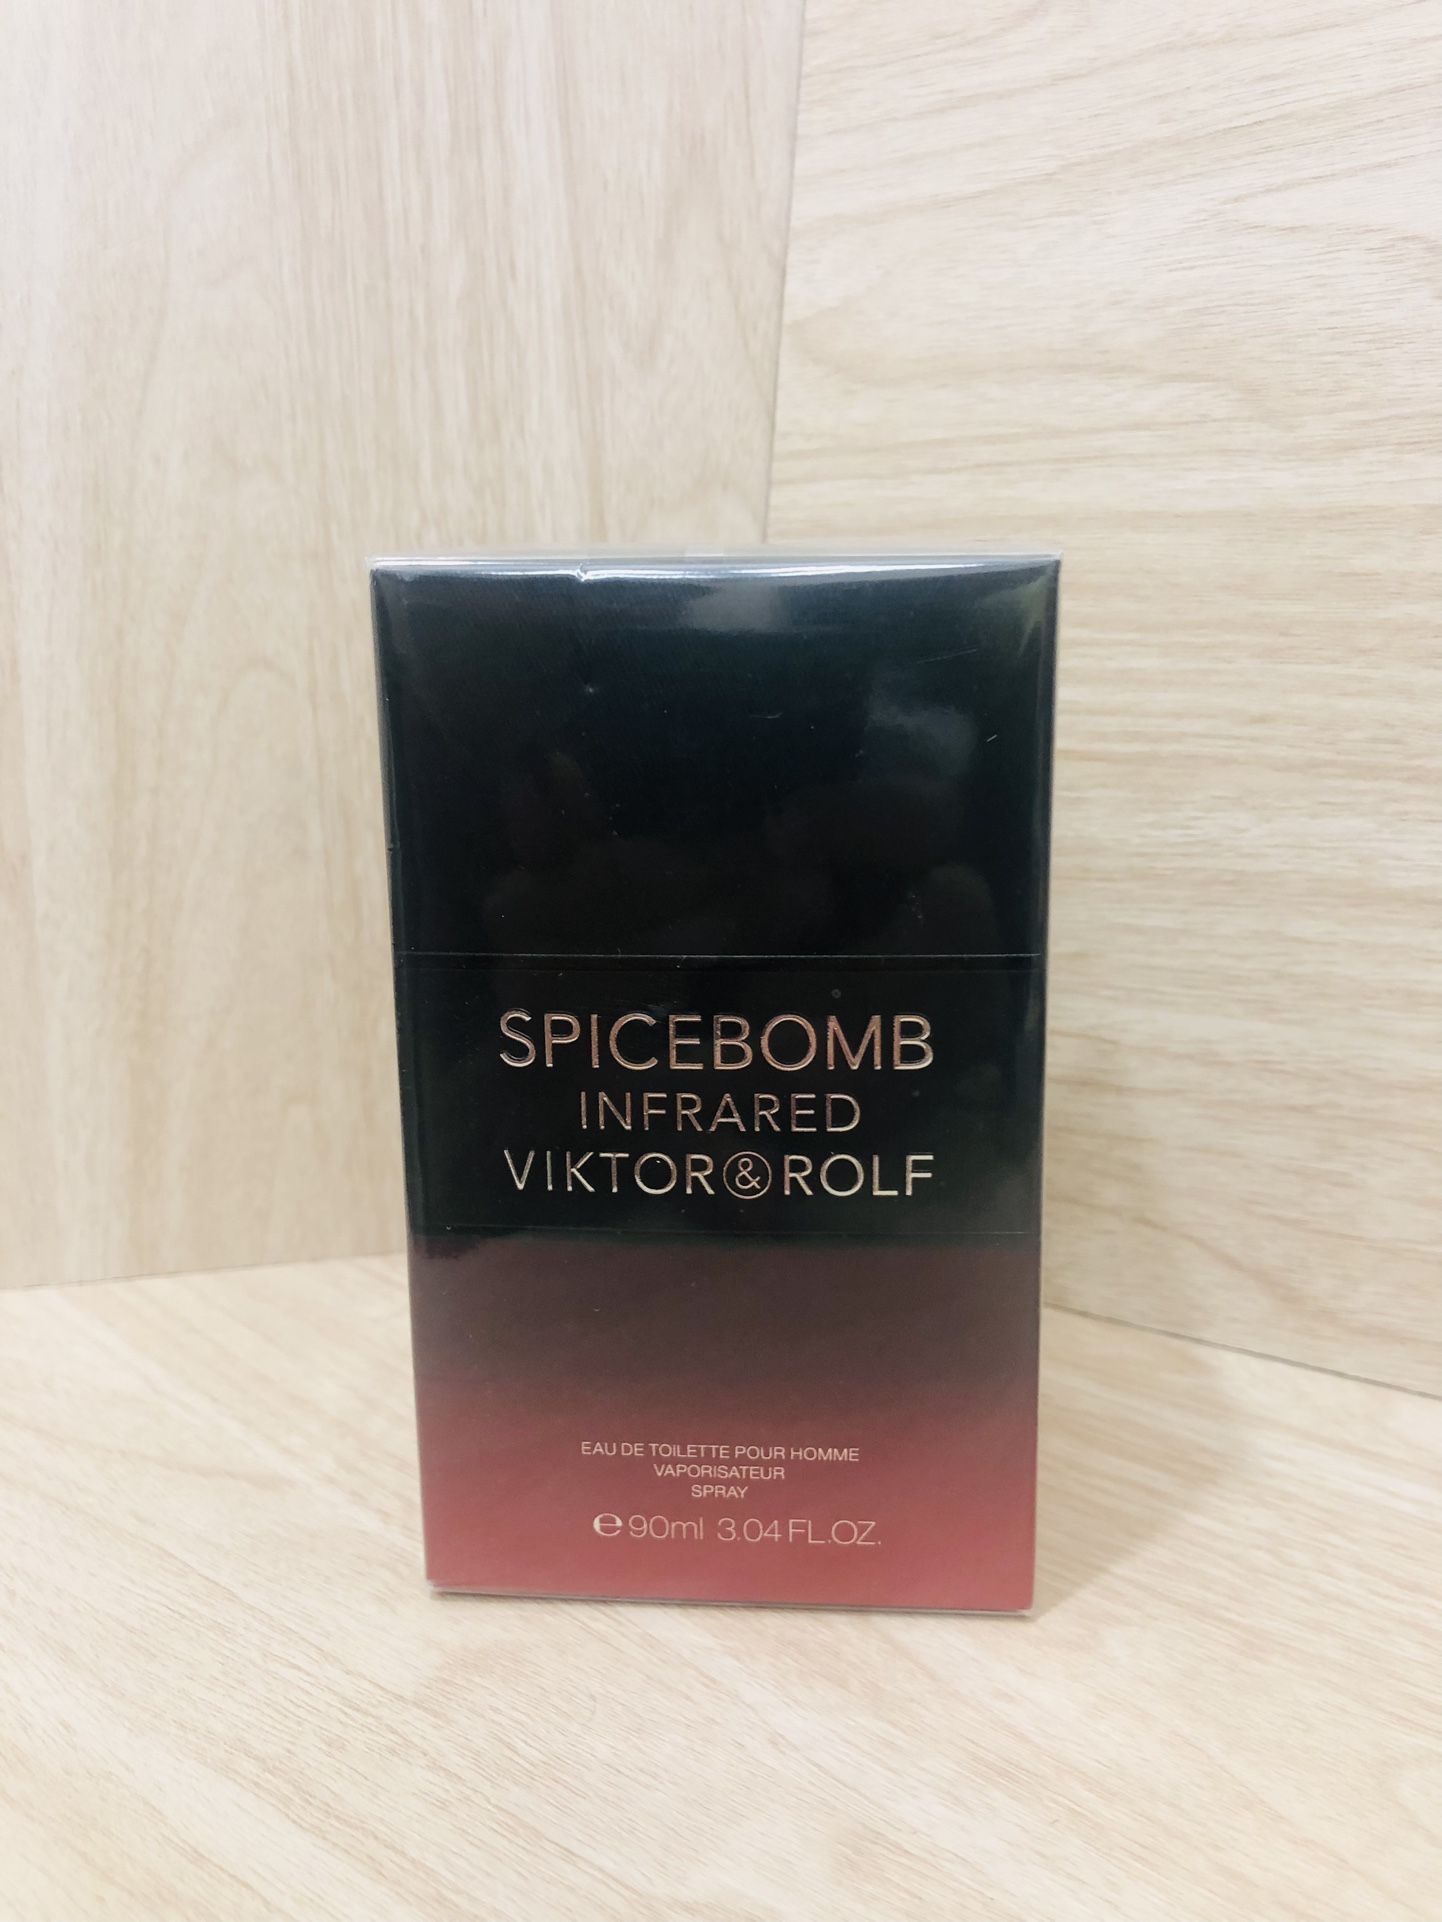 SPICEBOMB
INFRARED
VIKTOR&ROLF
EAU DE TOILETTE POUR HOMME
VAPORISATEUR
SPRAY
℮ 90ml 3.04 FL.OZ.